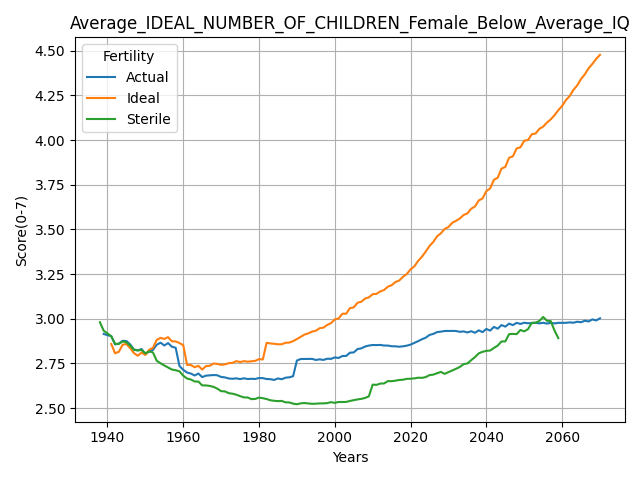 Average_IDEAL_NUMBER_OF_CHILDREN_Female_Below_Average_IQ
Fertility
Actual
Ideal
Sterile
4.50
4.25
4.00
3.75
3.50
3.25
3.00
2.75
2.50
Score(0-7)
1940 1960 1980 2000 2020 2040 2060
Years